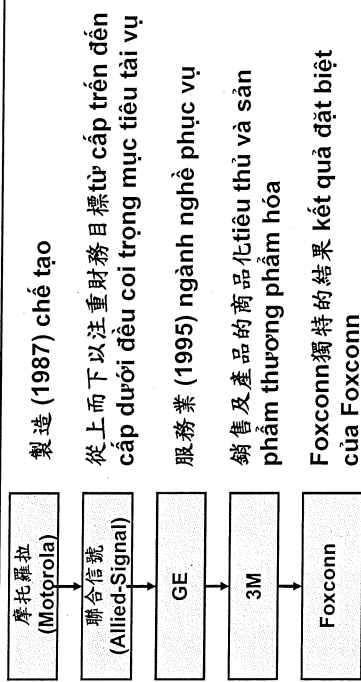 摩托羅拉
(Motorola)
製造 (1987) chế tạo
聯合信號
(Allied-Signal)
從上而下以注重財務目標từ cấp trên đến
cấp dưới đều coi trọng mục tiêu tài vụ
GE
服務業 (1995) ngành nghề phục vụ
3M
銷售及產品的商品化tiêu thủ và sản
phẩm thương phẩm hóa
Foxconn
Foxconn獨特的結果 kết quả đặt biệt
của Foxconn